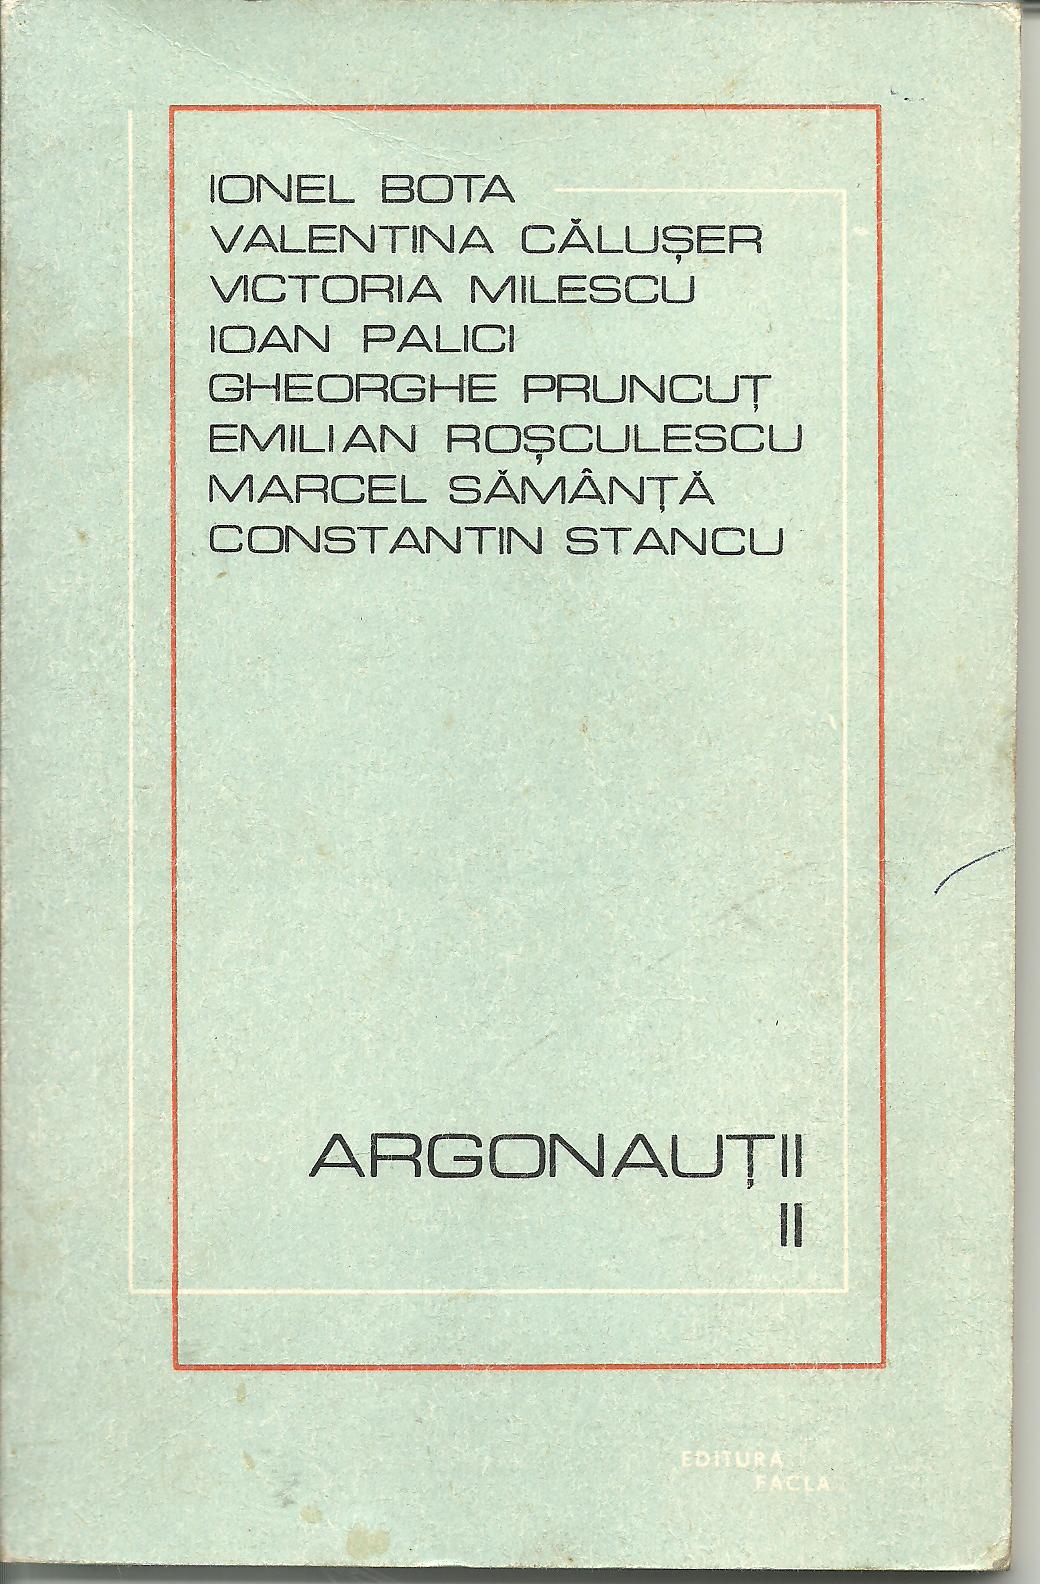 IONEL BOTA
VALENTINA CĂLUȘER
VICTORIA MILESCU
IOAN PALICI
GHEORGHE PRUNCUȚ
EMILIAN ROȘCULESCU
MARCEL SĂMÂNȚĂ
CONSTANTIN STANCU
ARGONAUȚII
II
EDITURA
FACLA